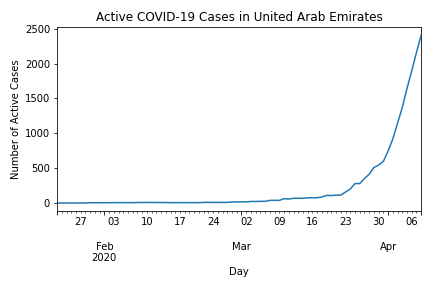 Active COVID-19 Cases in United Arab Emirates
2500
2000
1500
1000
500
0
Number of Active Cases
27 03 10 17 24 02 09 16 23 30 06
Feb Mar Apr
2020
Day